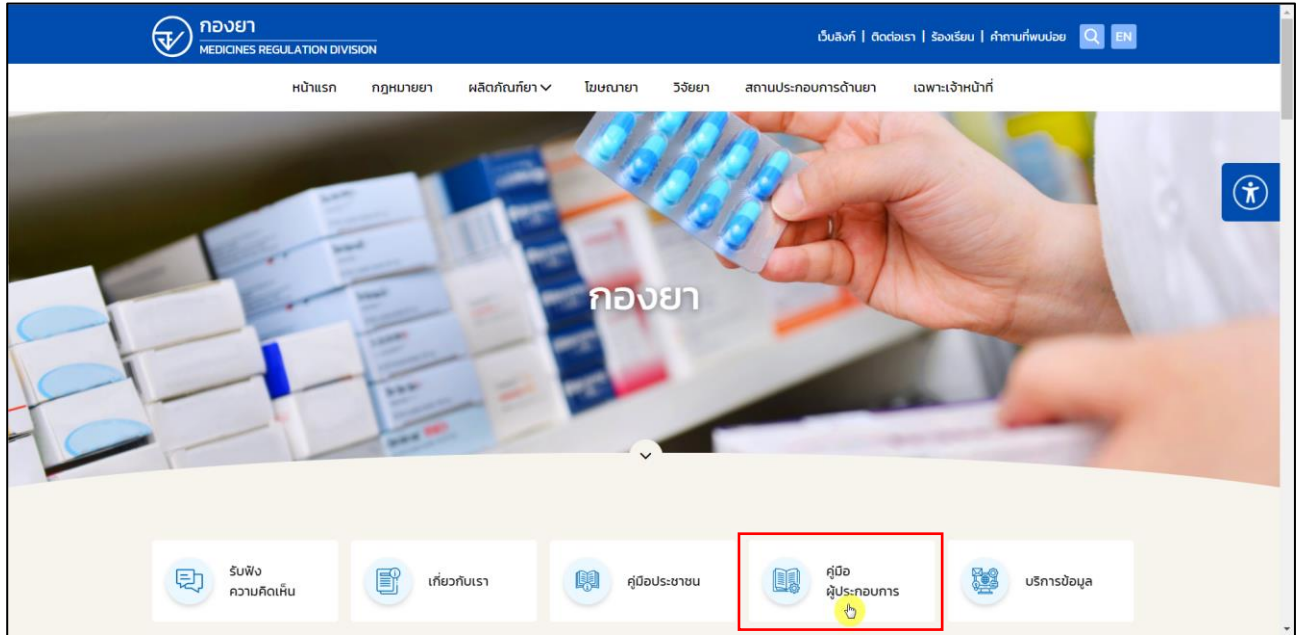 กองยา
MEDICINES REGULATION DIVISION
เว็บลิงก์ | ติดต่อเรา | ร้องเรียน | คำถามที่พบบ่อย
EN
หน้าแรก กฎหมายยา ผลิตภัณฑ์ยา โฆษณายา วิจัยยา สถานประกอบการด้านยา เฉพาะเจ้าหน้าที่
กองยา
รับฟัง
ความคิดเห็น
เกี่ยวกับเรา
คู่มือประชาชน
คู่มือ
ผู้ประกอบการ
บริการข้อมูล